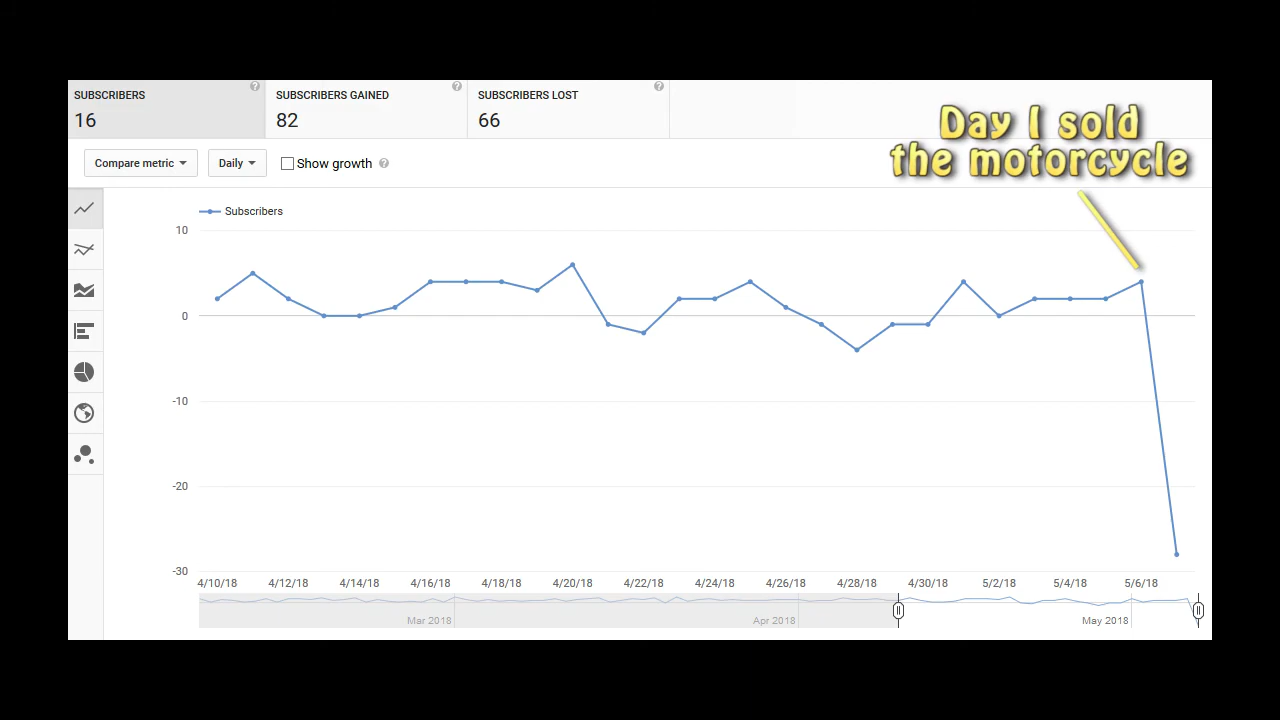 SUBSCRIBERS ? SUBSCRIBERS GAINED ? SUBSCRIBERS LOST ?
16 82 66
Day I sold
the motorcycle
Compare metric Daily Show growth ?
Subscribers
10
0
-10
-20
-30
4/10/18 4/12/18 4/14/18 4/16/18 4/18/18 4/20/18 4/22/18 4/24/18 4/26/18 4/28/18 4/30/18 5/2/18 5/4/18 5/6/18
Mar 2018 Apr 2018 May 2018